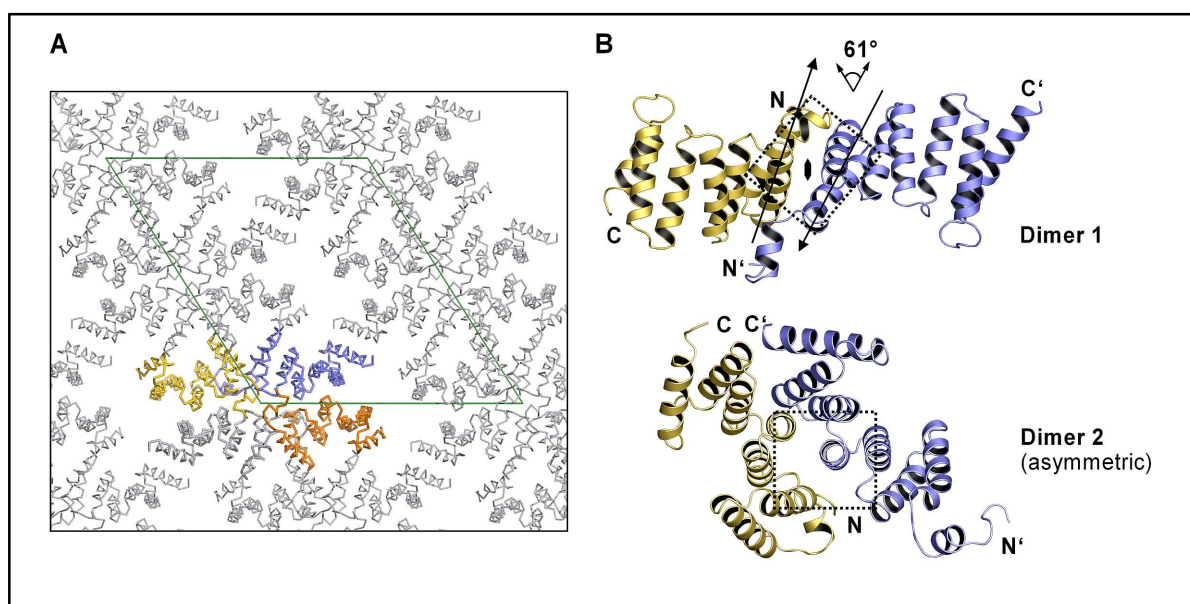 A
B
61°
N
C‘
C
N‘
Dimer 1
C C‘
Dimer 2
(asymmetric)
N
N‘